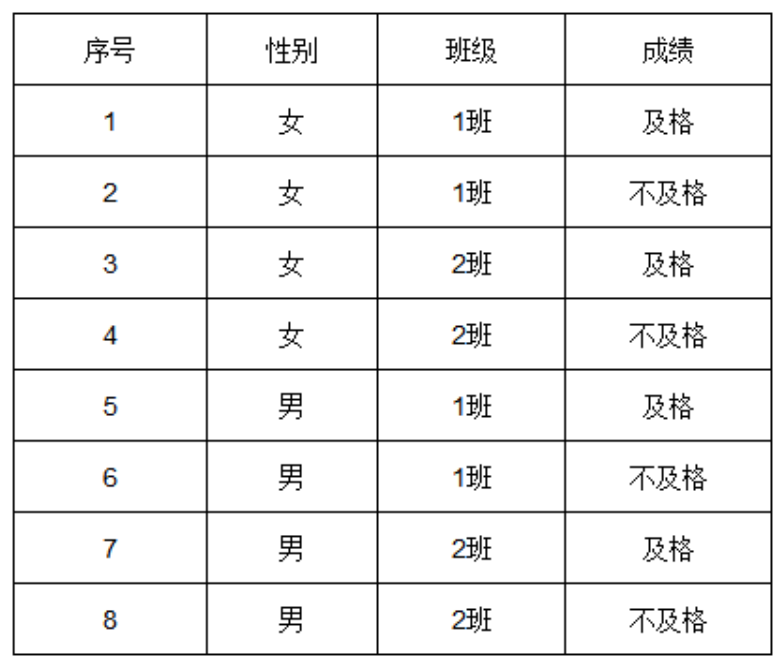 序号 性别 班级 成绩
1 女 1班 及格
2 女 1班 不及格
3 女 2班 及格
4 女 2班 不及格
5 男 1班 及格
6 男 1班 不及格
7 男 2班 及格
8 男 2班 不及格